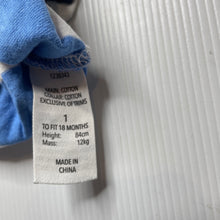 MAIN: COTTON
COLLAR: COTTON
EXCLUSIVE OF TRIMS
1
TO FIT 18 MONTHS
Height: 84cm
Mass: 12kg
MADE IN
CHINA